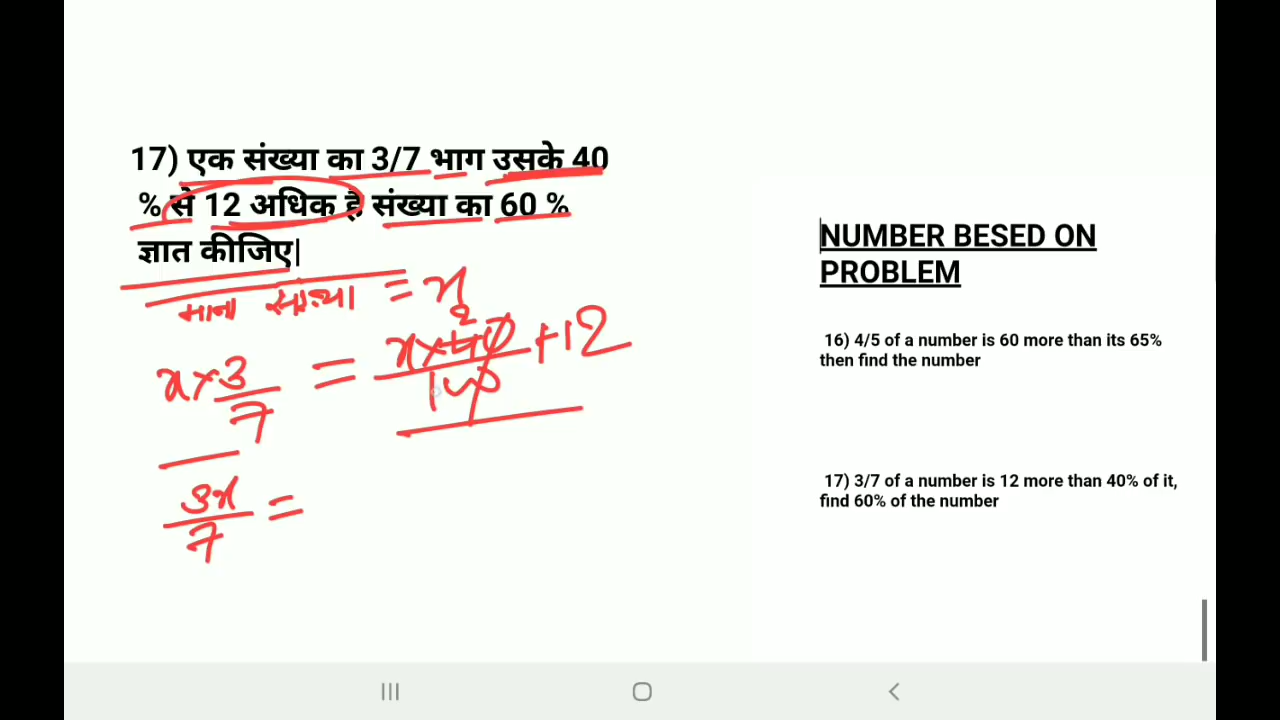 17) एक संख्या का 3/7 भाग उसके 40
% से 12 अधिक है संख्या का 60 %
ज्ञात कीजिए|
माना संख्या = x
x×3/7 = x×40/100 +12
2
3x/7 =
NUMBER BESED ON
PROBLEM
16) 4/5 of a number is 60 more than its 65%
then find the number
17) 3/7 of a number is 12 more than 40% of it,
find 60% of the number